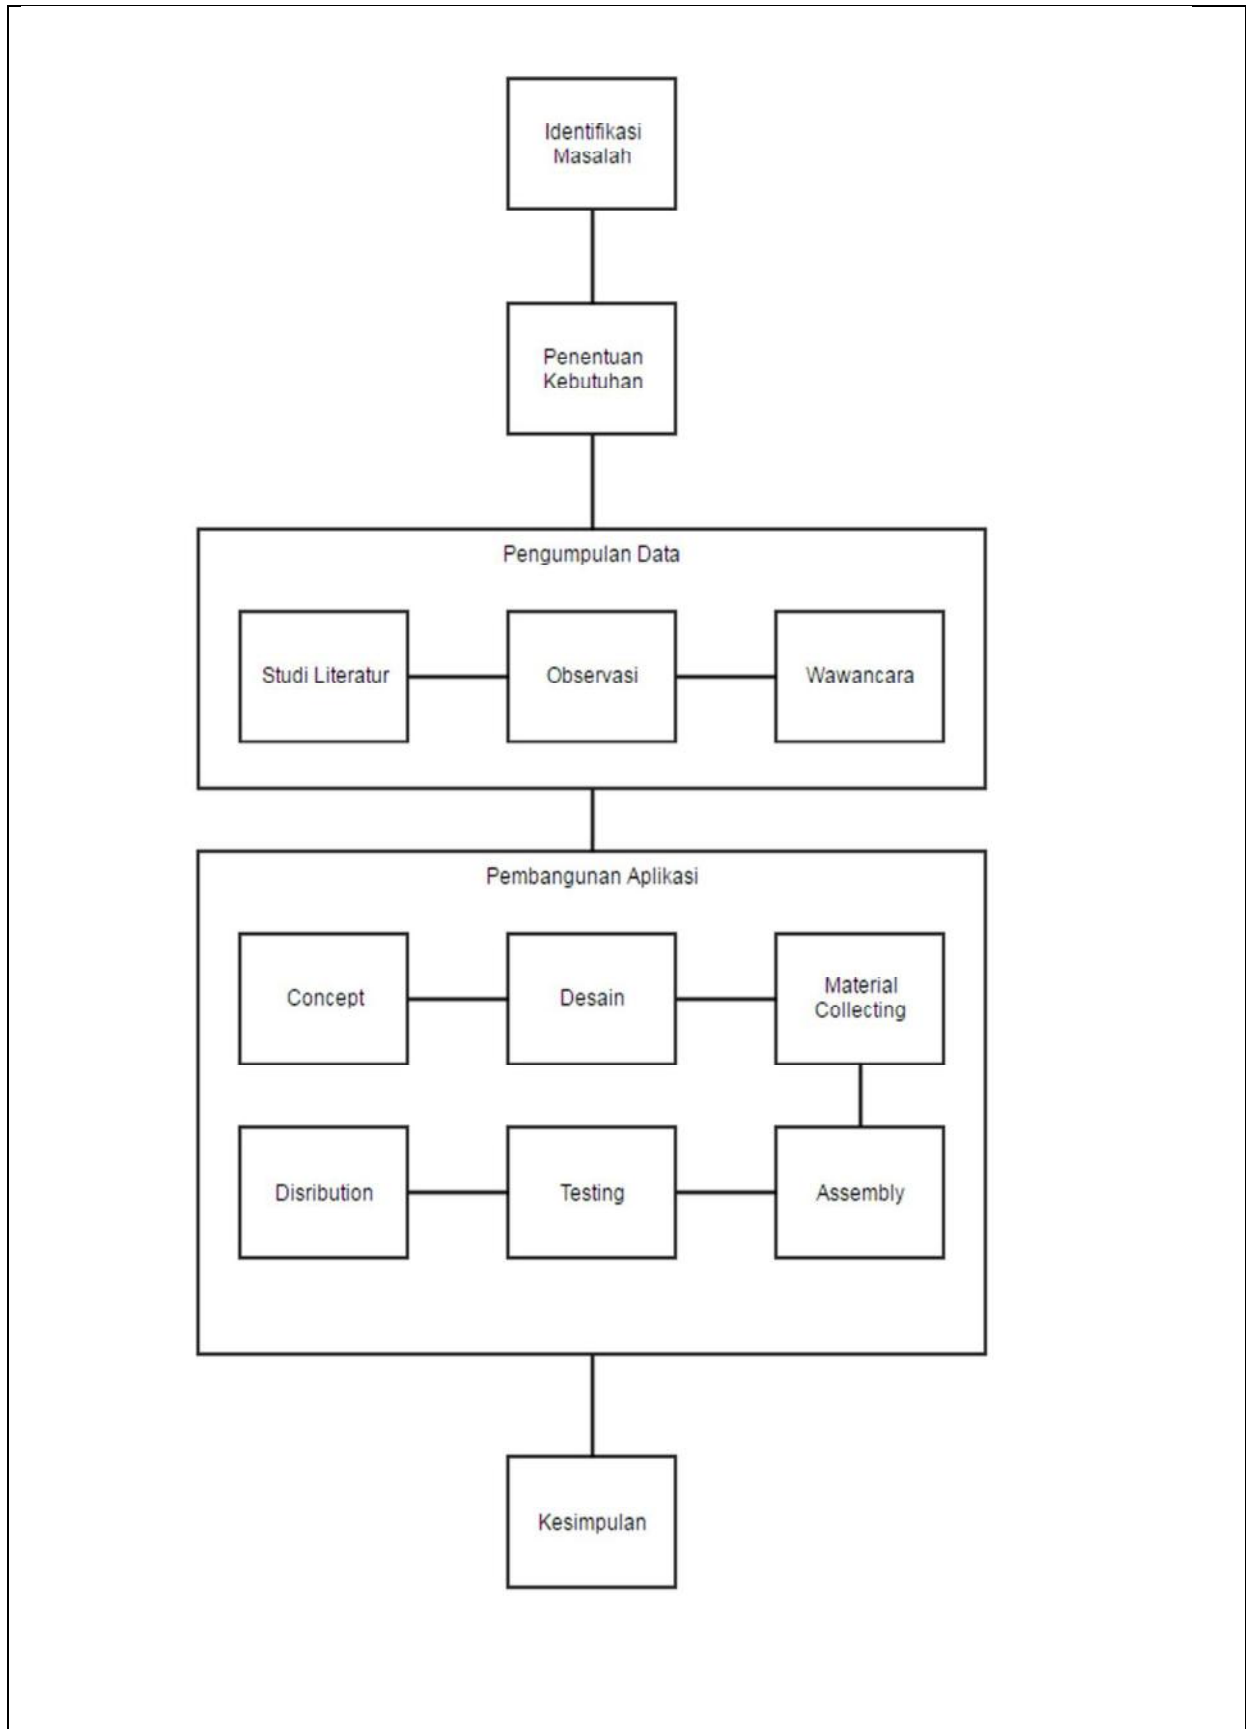 Identifikasi
Masalah
Penentuan
Kebutuhan
Pengumpulan Data
Studi Literatur
Observasi
Wawancara
Pembangunan Aplikasi
Concept
Desain
Material
Collecting
Disribution
Testing
Assembly
Kesimpulan